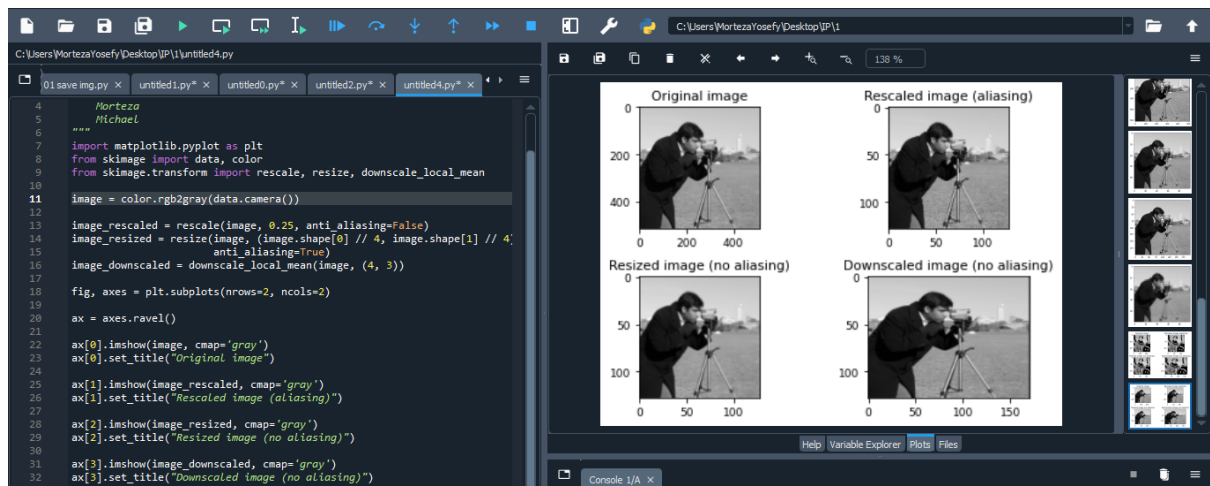 C:\Users\MortezaYosefy\Desktop\IP\1
C:\Users\MortezaYosefy\Desktop\IP\1\untitled4.py
01 save img.py untitled1.py* untitled0.py* untitled2.py* untitled4.py*
4 Morteza
5 Michael
6 """
7 import matplotlib.pyplot as plt
8 from skimage import data, color
9 from skimage.transform import rescale, resize, downscale_local_mean
10
11 image = color.rgb2gray(data.camera())
12
13 image_rescaled = rescale(image, 0.25, anti_aliasing=False)
14 image_resized = resize(image, (image.shape[0] // 4, image.shape[1] // 4)
15 anti_aliasing=True)
16 image_downscaled = downscale_local_mean(image, (4, 3))
17
18 fig, axes = plt.subplots(nrows=2, ncols=2)
19
20 ax = axes.ravel()
21
22 ax[0].imshow(image, cmap='gray')
23 ax[0].set_title("Original image")
24
25 ax[1].imshow(image_rescaled, cmap='gray')
26 ax[1].set_title("Rescaled image (aliasing)")
27
28 ax[2].imshow(image_resized, cmap='gray')
29 ax[2].set_title("Resized image (no aliasing)")
30
31 ax[3].imshow(image_downscaled, cmap='gray')
32 ax[3].set_title("Downscaled image (no aliasing)")
138 %
Original image
0
200
400
0 200 400
Rescaled image (aliasing)
0
50
100
0 50 100
Resized image (no aliasing)
0
50
100
0 50 100
Downscaled image (no aliasing)
0
50
100
0 50 100 150
Help Variable Explorer Plots Files
Console 1/A